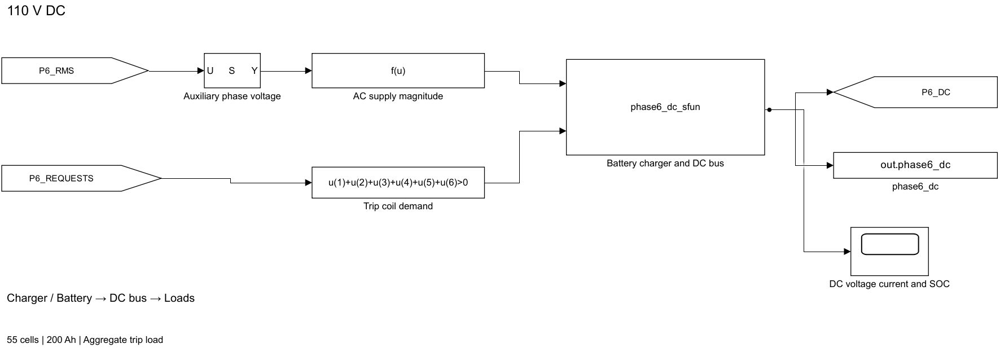 110 V DC
P6_RMS
U S Y
Auxiliary phase voltage
f(u)
AC supply magnitude
phase6_dc_sfun
Battery charger and DC bus
P6_DC
P6_REQUESTS
u(1)+u(2)+u(3)+u(4)+u(5)+u(6)>0
Trip coil demand
out.phase6_dc
phase6_dc
DC voltage current and SOC
Charger / Battery → DC bus → Loads
55 cells | 200 Ah | Aggregate trip load